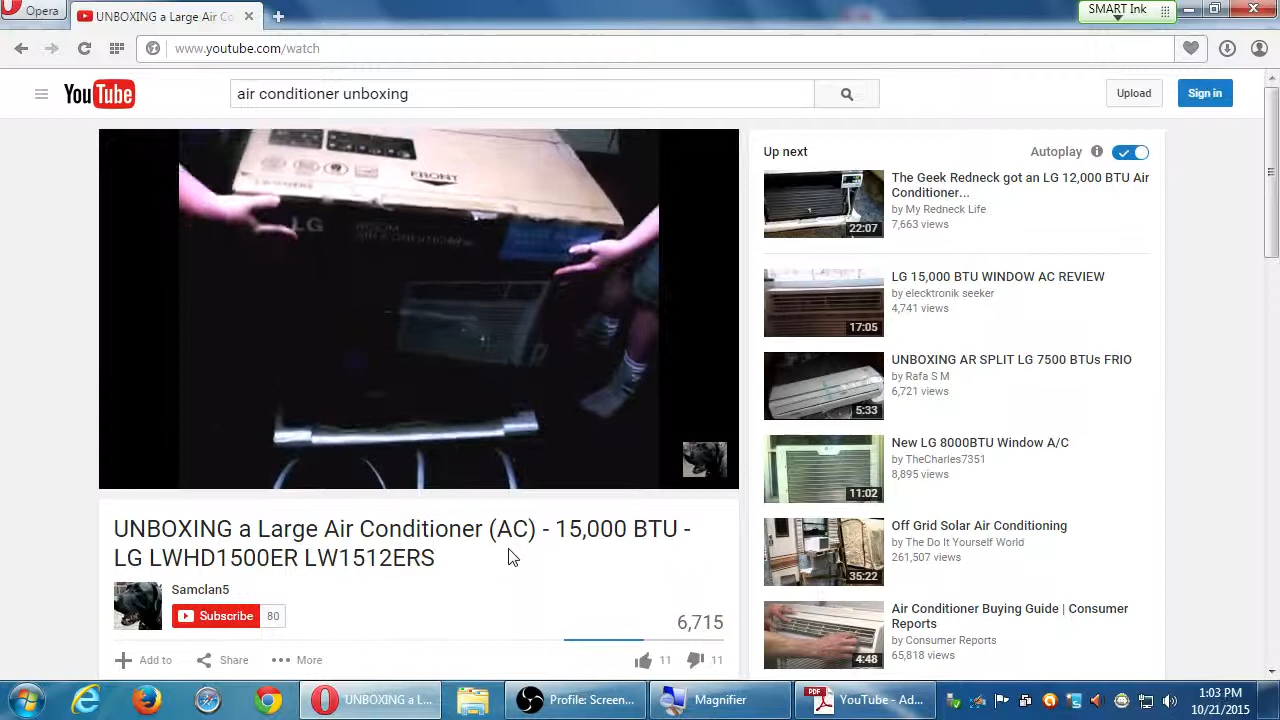 Opera
UNBOXING a Large Air Co
SMART Ink
www.youtube.com/watch
YouTube
air conditioner unboxing
Upload
Sign in
FRONT
LG
Up next
Autoplay
22:07
The Geek Redneck got an LG 12,000 BTU Air
Conditioner...
by My Redneck Life
7,663 views
17:05
LG 15,000 BTU WINDOW AC REVIEW
by elecktronik seeker
4,741 views
5:33
UNBOXING AR SPLIT LG 7500 BTUs FRIO
by Rafa S M
6,721 views
11:02
New LG 8000BTU Window A/C
by TheCharles7351
8,895 views
35:22
Off Grid Solar Air Conditioning
by The Do It Yourself World
261,507 views
4:48
Air Conditioner Buying Guide | Consumer
Reports
by Consumer Reports
65,818 views
UNBOXING a Large Air Conditioner (AC) - 15,000 BTU -
LG LWHD1500ER LW1512ERS
Samclan5
Subscribe 80
6,715
Add to
Share
More
11
11
UNBOXING a L...
Profile: Screen...
Magnifier
PDF
YouTube - Ad...
1:03 PM
10/21/2015